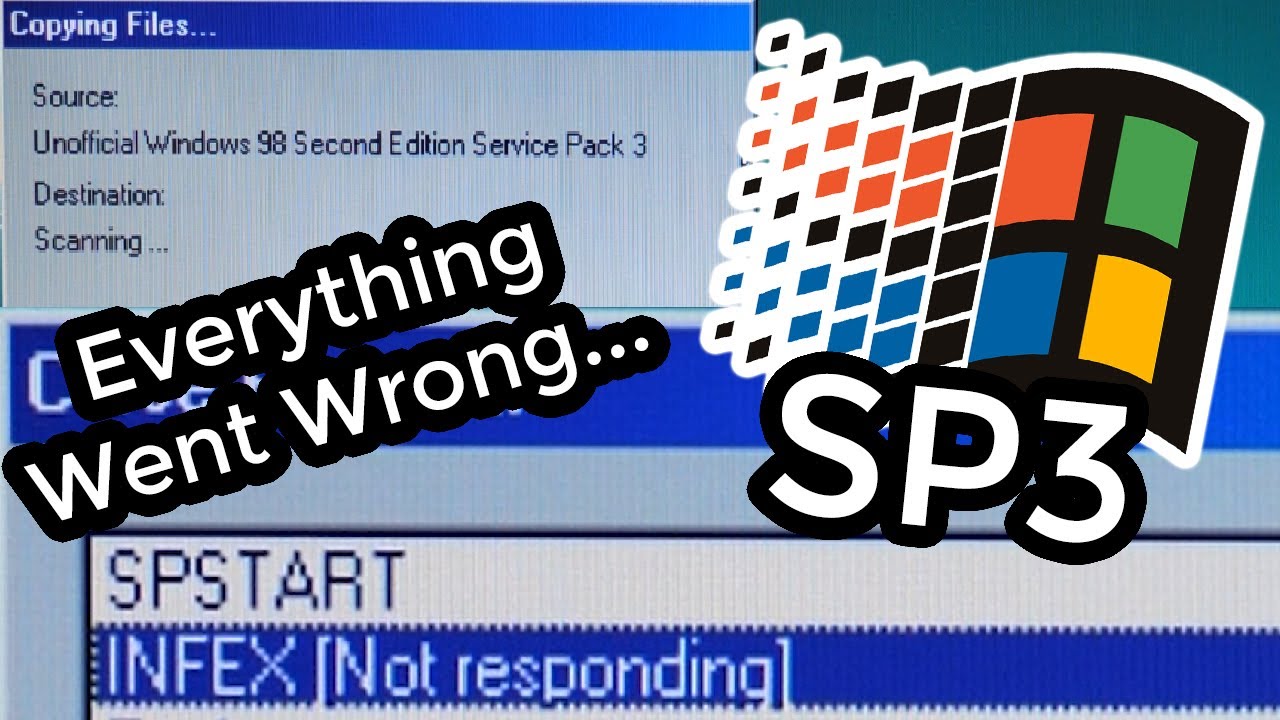 Copying Files...
Source:
Unofficial Windows 98 Second Edition Service Pack 3
Destination:
Scanning ...
Everything
Went Wrong...
SP3
SPSTART
INFEX [Not responding]